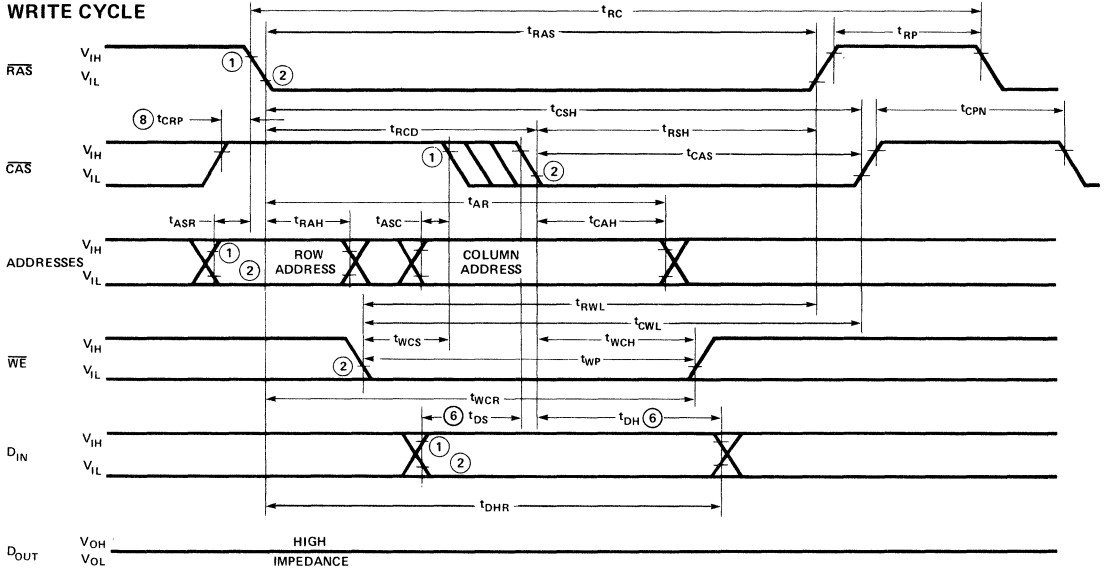 WRITE CYCLE
tRC
tRAS
tRP
RAS
VIH
VIL
1
2
8 tCRP
tCSH
tCPN
tRCD
tRSH
CAS
VIH
VIL
1
2
tCAS
tAR
tASR
tRAH
tASC
tCAH
ADDRESSES
VIH
VIL
1
2
ROW
ADDRESS
COLUMN
ADDRESS
tRWL
tCWL
WE
VIH
VIL
2
tWCS
tWCH
tWP
tWCR
6 tDS
tDH 6
DIN
VIH
VIL
1
2
tDHR
DOUT
VOH
VOL
HIGH
IMPEDANCE